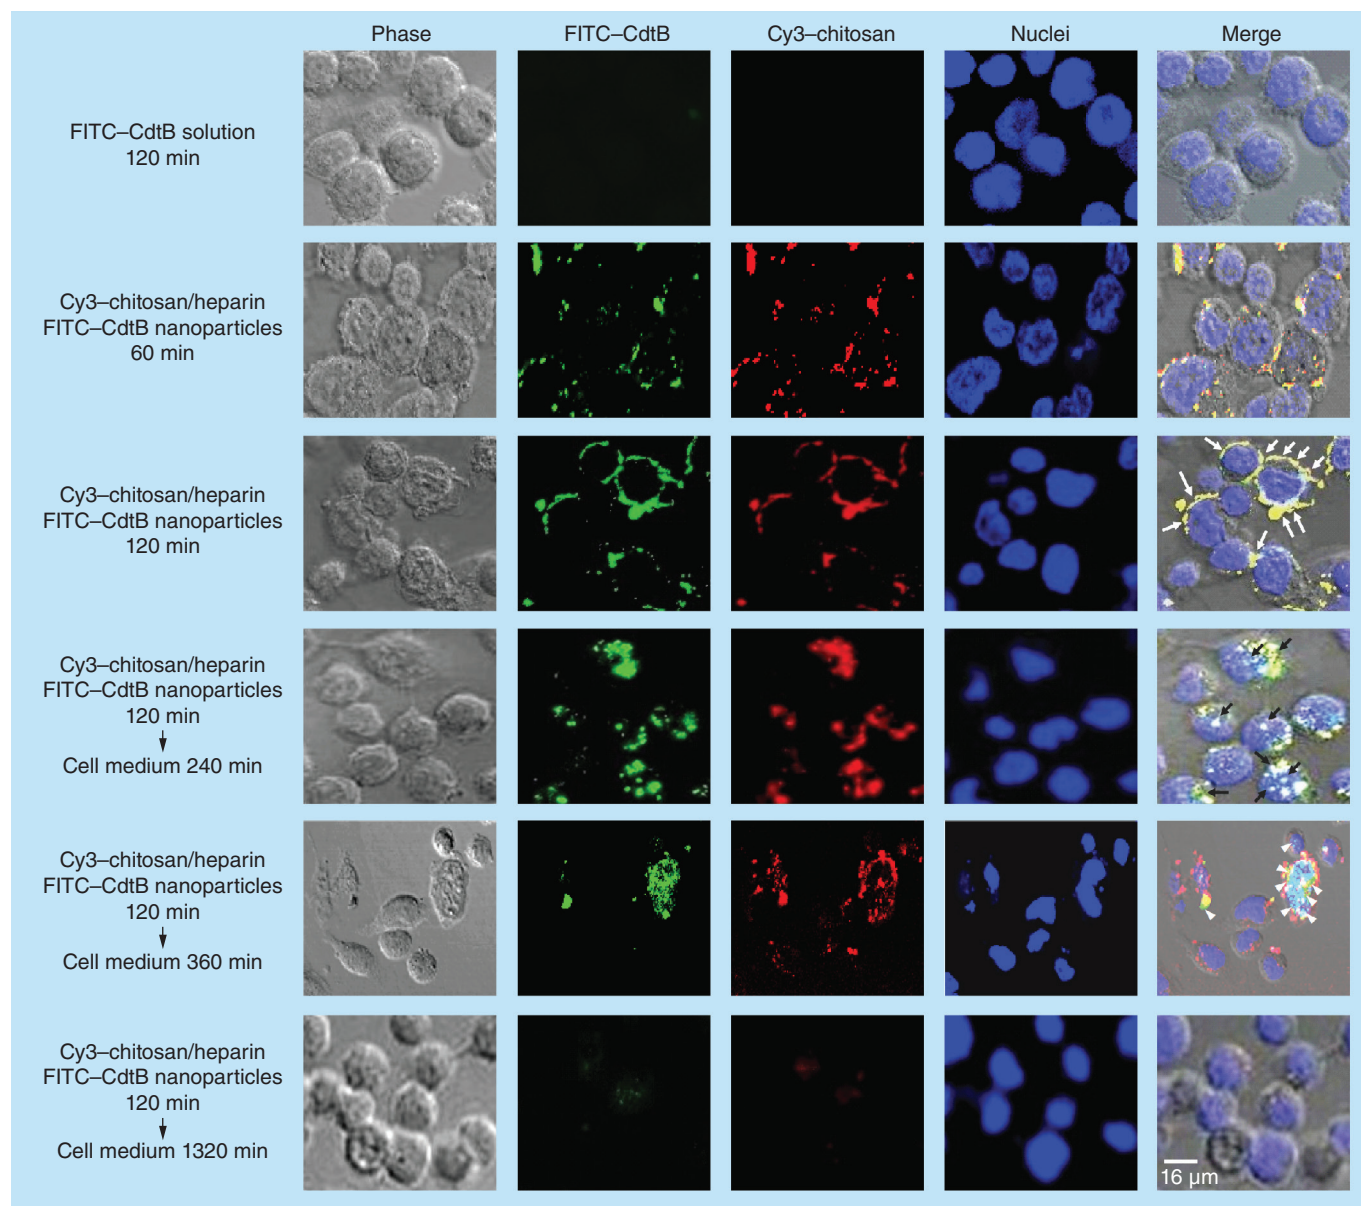 Phase FITC–CdtB Cy3–chitosan Nuclei Merge
FITC–CdtB solution
120 min
Cy3–chitosan/heparin
FITC–CdtB nanoparticles
60 min
Cy3–chitosan/heparin
FITC–CdtB nanoparticles
120 min
Cy3–chitosan/heparin
FITC–CdtB nanoparticles
120 min
Cell medium 240 min
Cy3–chitosan/heparin
FITC–CdtB nanoparticles
120 min
Cell medium 360 min
Cy3–chitosan/heparin
FITC–CdtB nanoparticles
120 min
Cell medium 1320 min
16 µm